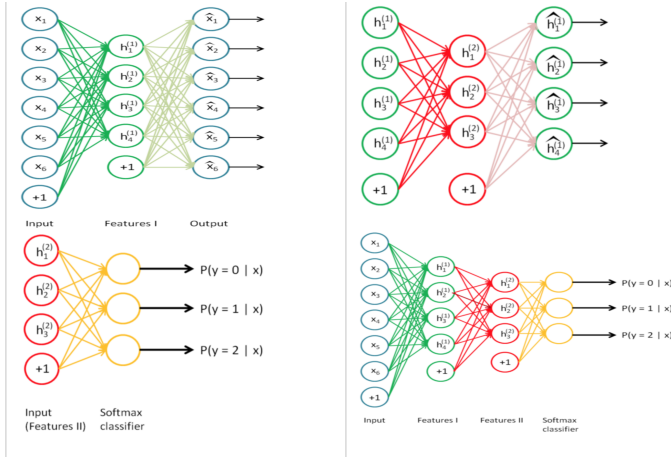 x₁
x₂
x₃
x₄
x₅
x₆
+1
h₁⁽¹⁾
h₂⁽¹⁾
h₃⁽¹⁾
h₄⁽¹⁾
+1
x̂₁
x̂₂
x̂₃
x̂₄
x̂₅
x̂₆
Input Features I Output
h₁⁽¹⁾
h₂⁽¹⁾
h₃⁽¹⁾
h₄⁽¹⁾
+1
h₁⁽²⁾
h₂⁽²⁾
h₃⁽²⁾
+1
ĥ₁⁽¹⁾
ĥ₂⁽¹⁾
ĥ₃⁽¹⁾
ĥ₄⁽¹⁾
h₁⁽²⁾
h₂⁽²⁾
h₃⁽²⁾
+1
P(y = 0 | x)
P(y = 1 | x)
P(y = 2 | x)
Input Softmax
(Features II) classifier
x₁
x₂
x₃
x₄
x₅
x₆
+1
h₁⁽¹⁾
h₂⁽¹⁾
h₃⁽¹⁾
h₄⁽¹⁾
+1
h₁⁽²⁾
h₂⁽²⁾
h₃⁽²⁾
+1
P(y = 0 | x)
P(y = 1 | x)
P(y = 2 | x)
Input Features I Features II Softmax
classifier